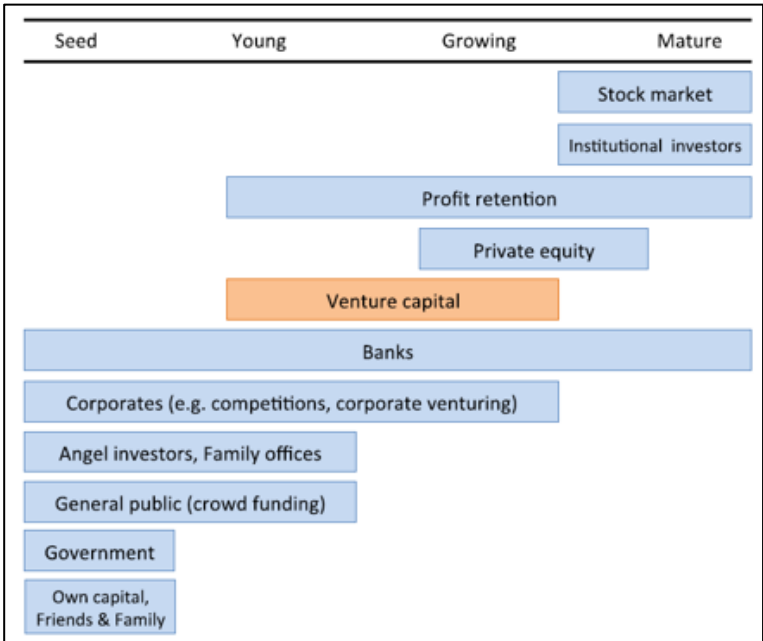 Seed Young Growing Mature
Stock market
Institutional investors
Profit retention
Private equity
Venture capital
Banks
Corporates (e.g. competitions, corporate venturing)
Angel investors, Family offices
General public (crowd funding)
Government
Own capital,
Friends & Family